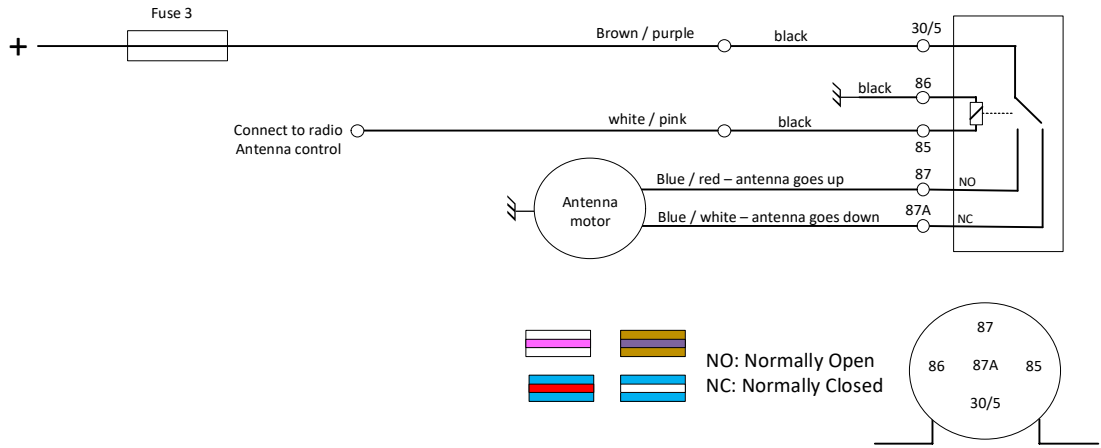 Fuse 3
+
Brown / purple
black
30/5
black
86
Connect to radio
Antenna control
white / pink
black
85
Antenna
motor
Blue / red – antenna goes up
87
NO
Blue / white – antenna goes down
87A
NC
NO: Normally Open
NC: Normally Closed
87
86 87A 85
30/5